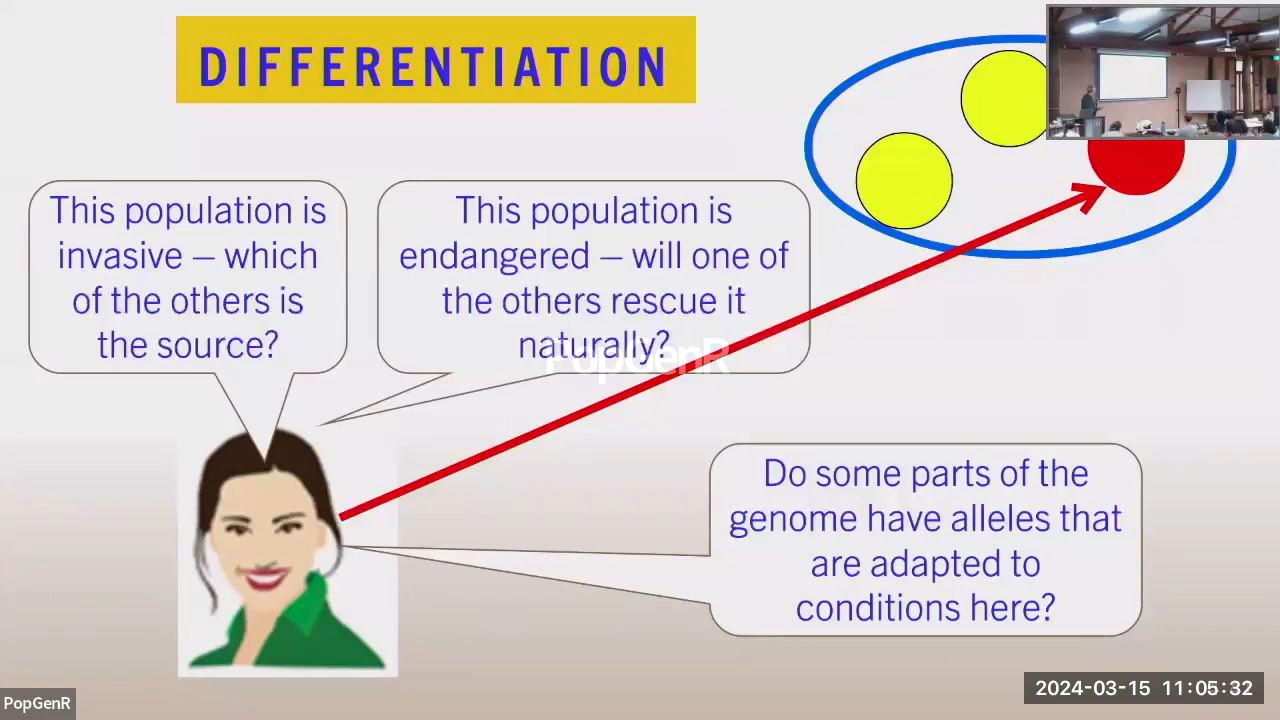 DIFFERENTIATION
This population is
invasive – which
of the others is
the source?
This population is
endangered – will one of
the others rescue it
naturally?
PopGenR
Do some parts of the
genome have alleles that
are adapted to
conditions here?
PopGenR
2024-03-15 11:05:32